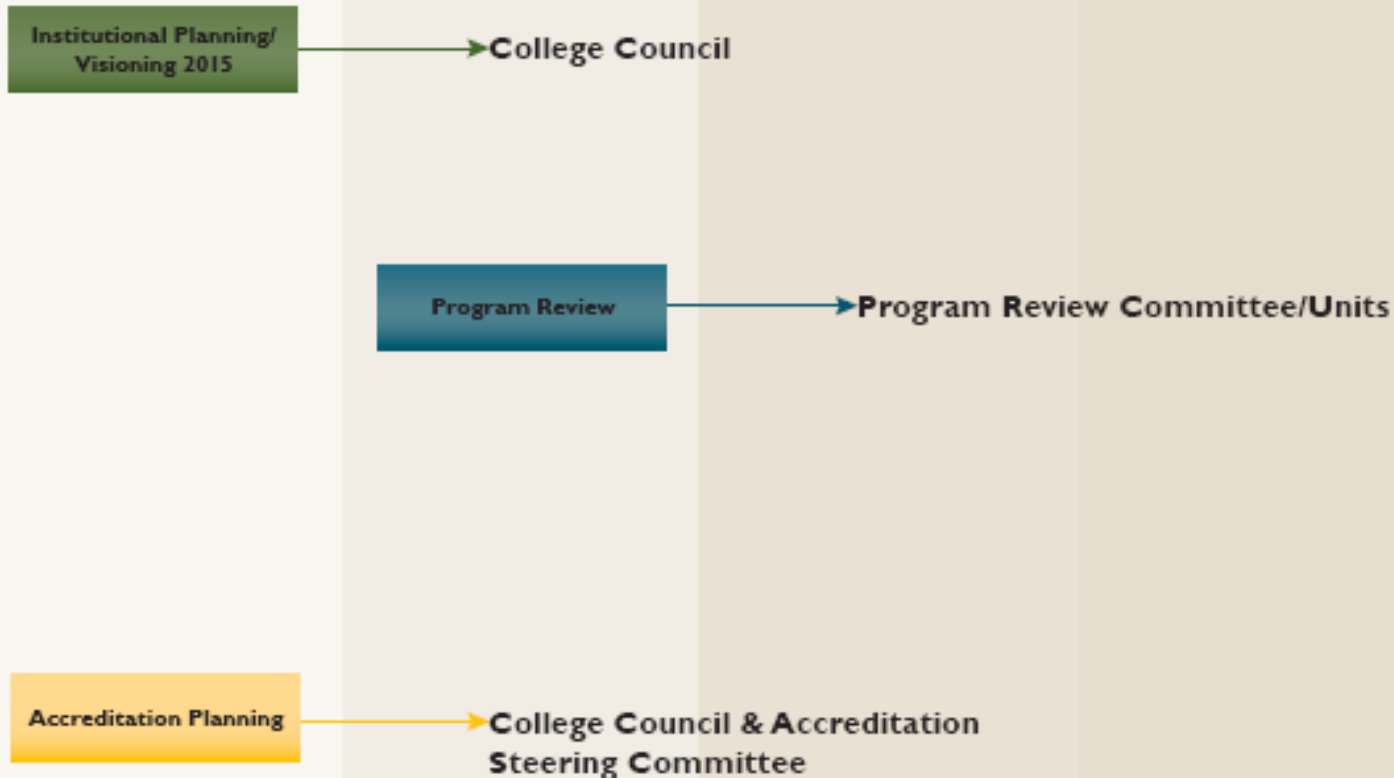 Institutional Planning/
Visioning 2015
College Council
Program Review
Program Review Committee/Units
Accreditation Planning
College Council & Accreditation
Steering Committee